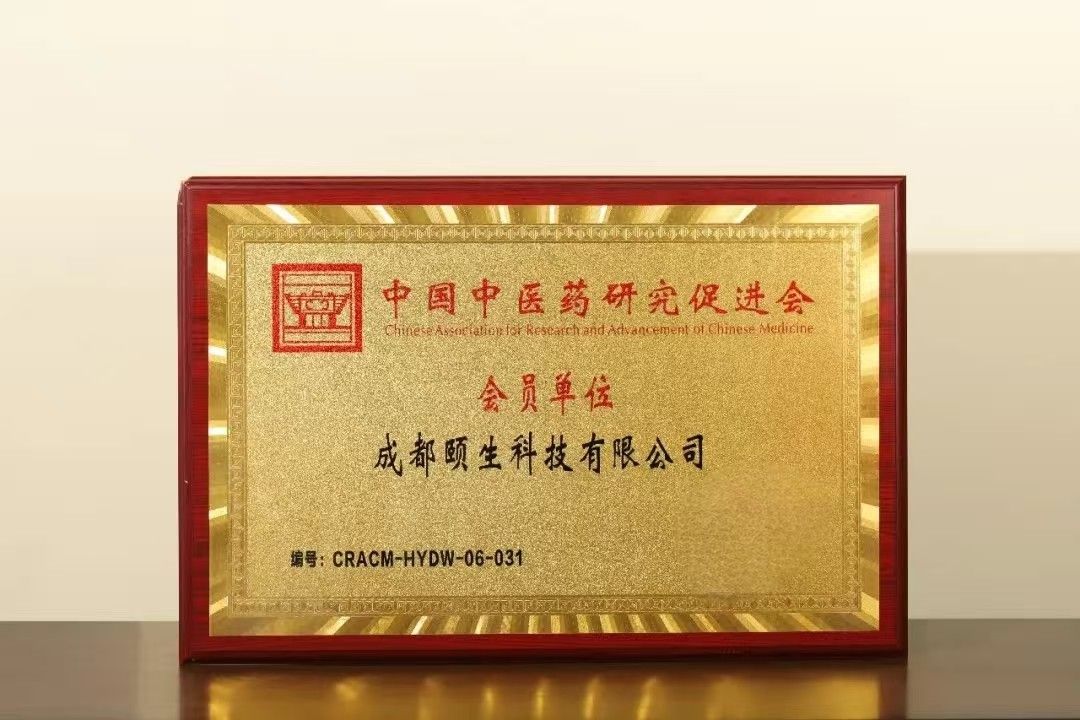 中国中医药研究促进会
Chinese Association for Research and Advancement of Chinese Medicine
会员单位
成都颐生科技有限公司
编号：CRACM-HYDW-06-031